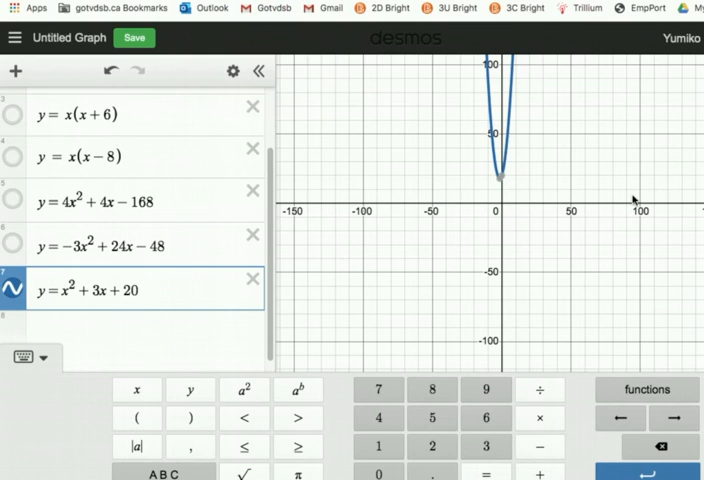 Apps gotvdsb.ca Bookmarks Outlook Gotvdsb Gmail 2D Bright 3U Bright 3C Bright Trillium EmpPort My
Untitled Graph Save desmos Yumiko
3
y = x(x + 6)
4
y = x(x − 8)
5
y = 4x² + 4x − 168
6
y = −3x² + 24x − 48
7
y = x² + 3x + 20
8
100
50
-150 -100 -50 0 50 100
-50
-100
x y a² aᵇ 7 8 9 ÷ functions
( ) < > 4 5 6 × ← →
|a| , ≤ ≥ 1 2 3 −
A B C √ π 0 . = +